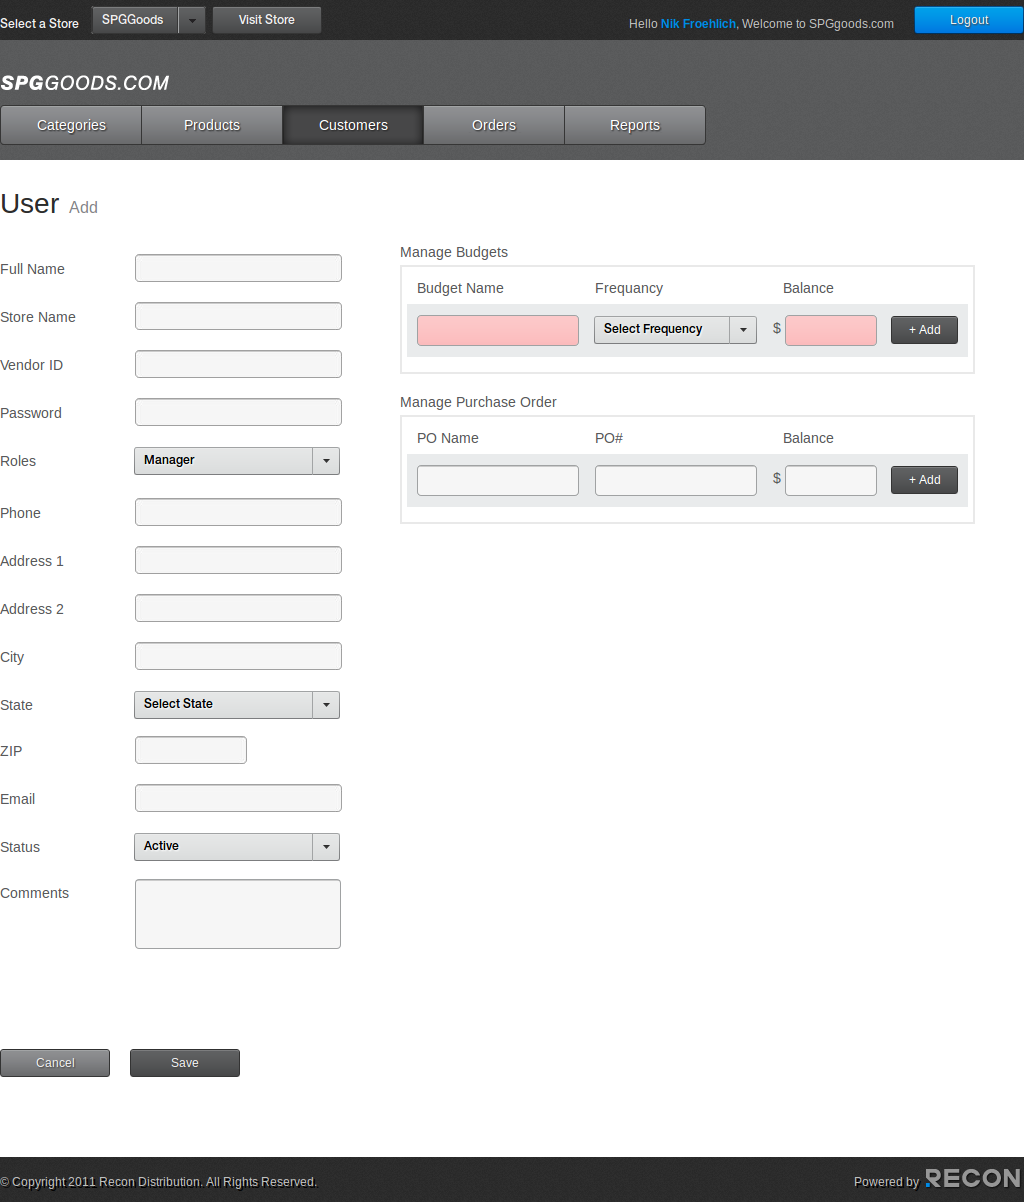 Select a Store SPGGoods Visit Store Hello Nik Froehlich, Welcome to SPGgoods.com Logout
SPGGOODS.COM
Categories Products Customers Orders Reports
User Add
Full Name
Store Name
Vendor ID
Password
Roles Manager
Phone
Address 1
Address 2
City
State Select State
ZIP
Email
Status Active
Comments
Manage Budgets
Budget Name Frequancy Balance
Select Frequency $ + Add
Manage Purchase Order
PO Name PO# Balance
$ + Add
Cancel Save
© Copyright 2011 Recon Distribution. All Rights Reserved. Powered by RECON